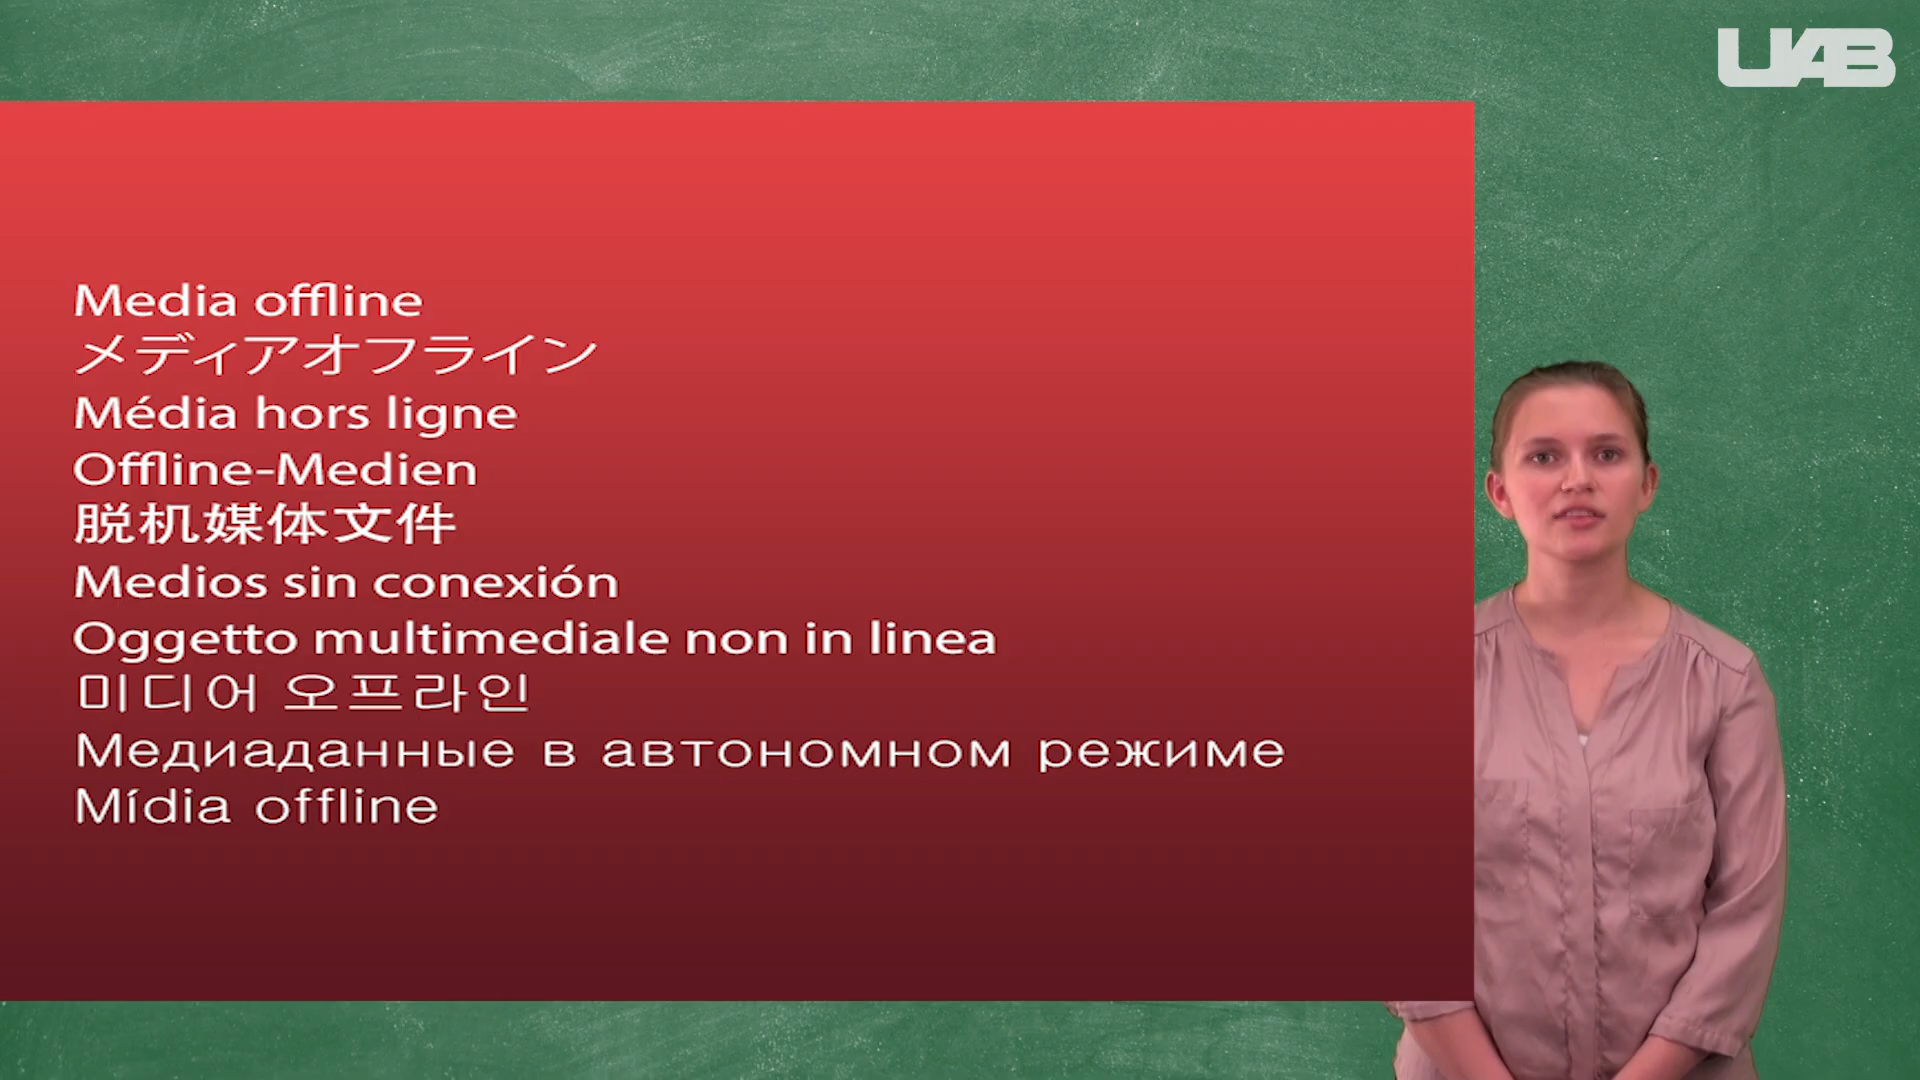 UAB
Media offline
メディアオフライン
Média hors ligne
Offline-Medien
脱机媒体文件
Medios sin conexión
Oggetto multimediale non in linea
미디어 오프라인
Медиаданные в автономном режиме
Mídia offline